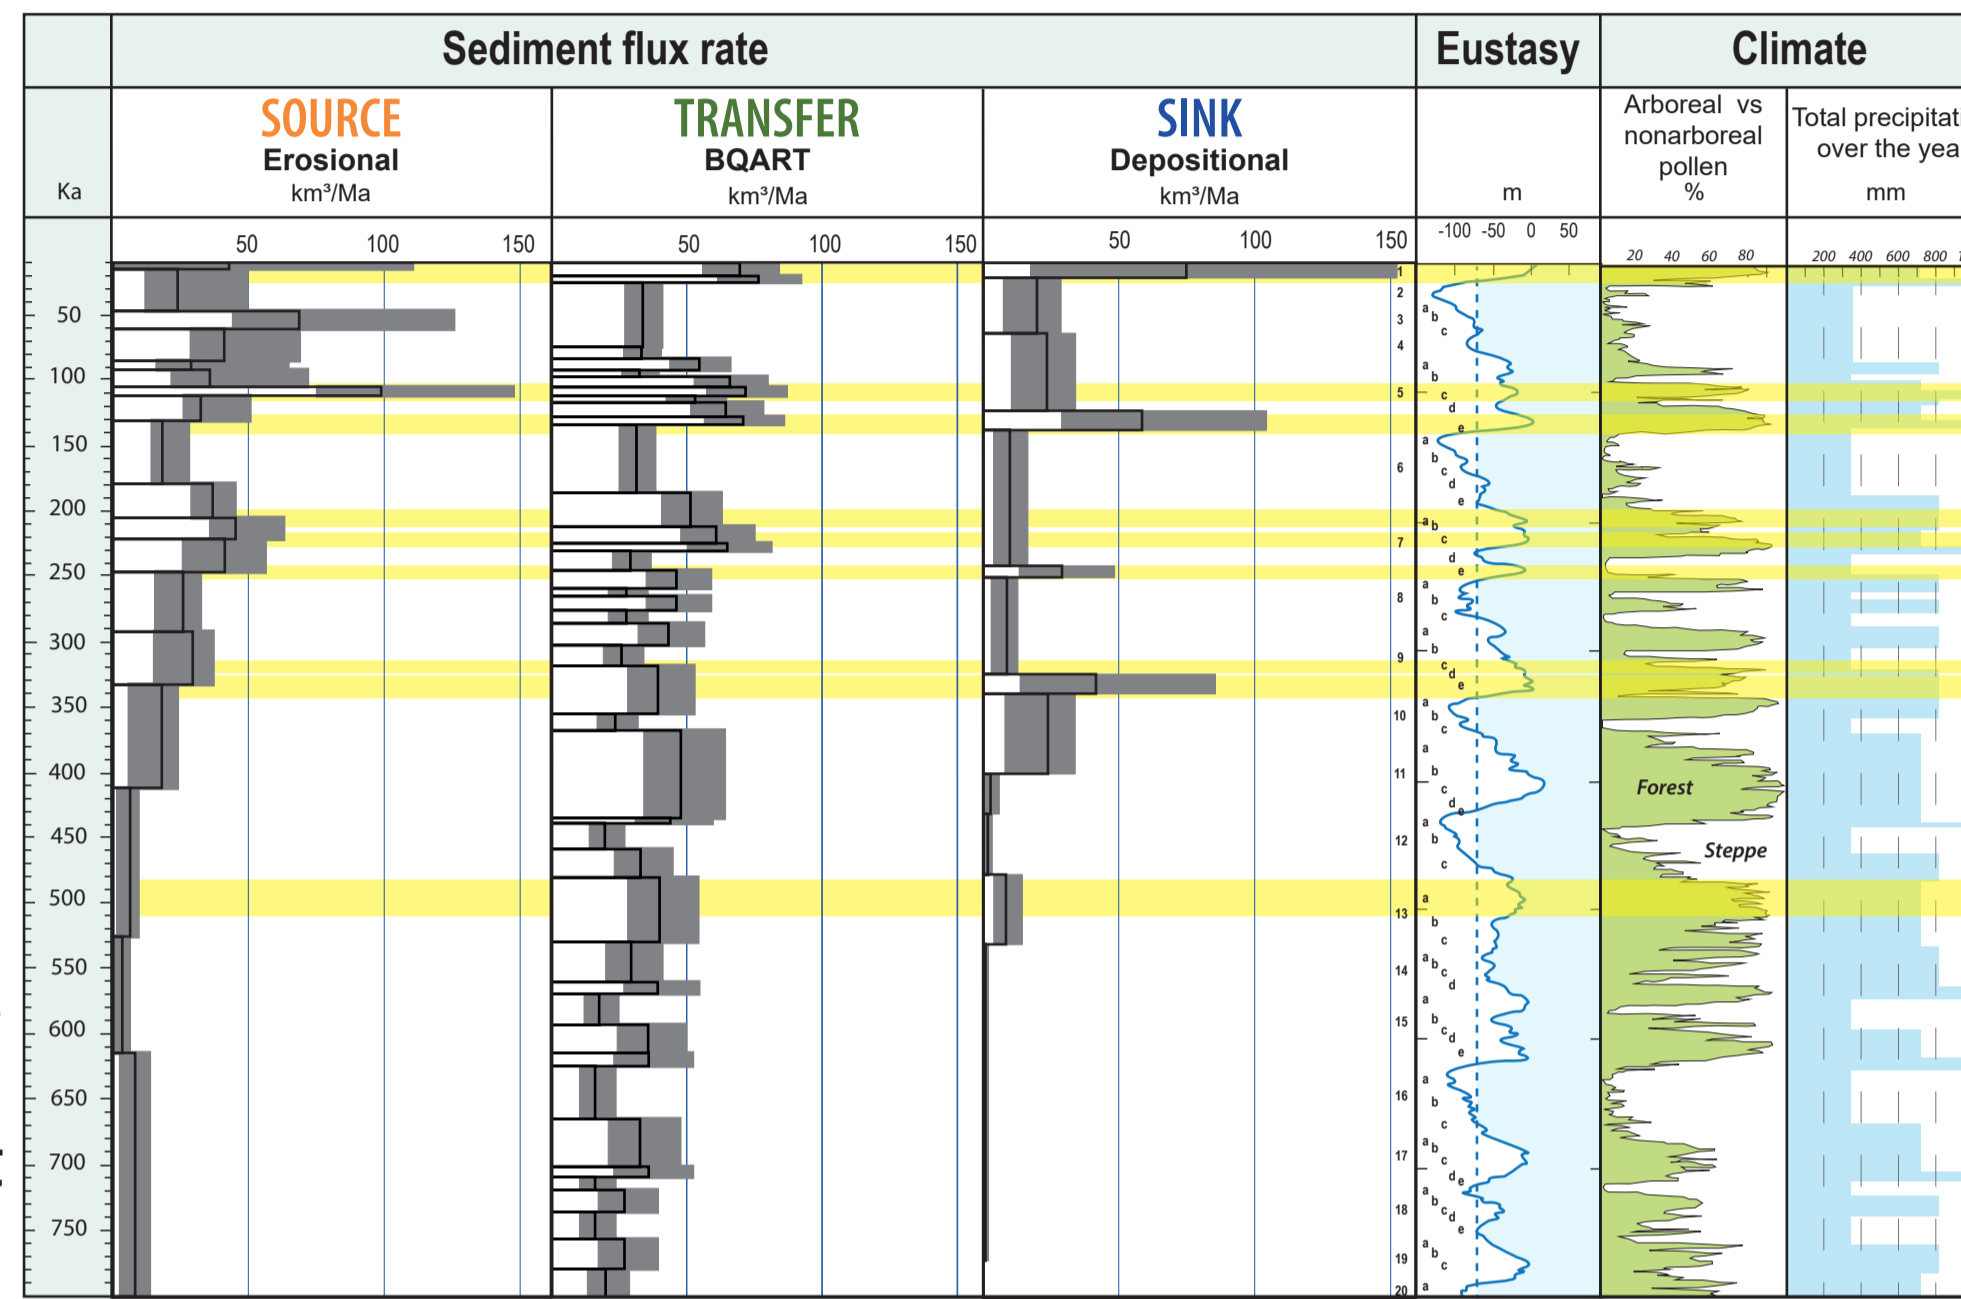 Sediment flux rate
Eustasy
Climate
Ka
SOURCE
Erosional
km³/Ma
TRANSFER
BQART
km³/Ma
SINK
Depositional
km³/Ma
m
Arboreal vs
nonarboreal
pollen
%
Total precipitati
over the yea
mm
50 100 150
50 100 150
50 100 150
-100 -50 0 50
20 40 60 80
200 400 600 800
50
100
150
200
250
300
350
400
450
500
550
600
650
700
750
1
2
a
3
b
c
4
a
b
5
c
d
e
a
b
6
c
d
e
a
b
7
c
d
e
a
8
b
c
a
b
9
c
d
e
a
10
b
c
a
11
b
c
d
e
a
12
b
c
a
13
b
c
a
b
14
c
d
a
15
b
c
d
e
a
16
b
c
a
b
17
c
d
e
a
b
18
c
d
e
a
19
b
c
20
a
Forest
Steppe